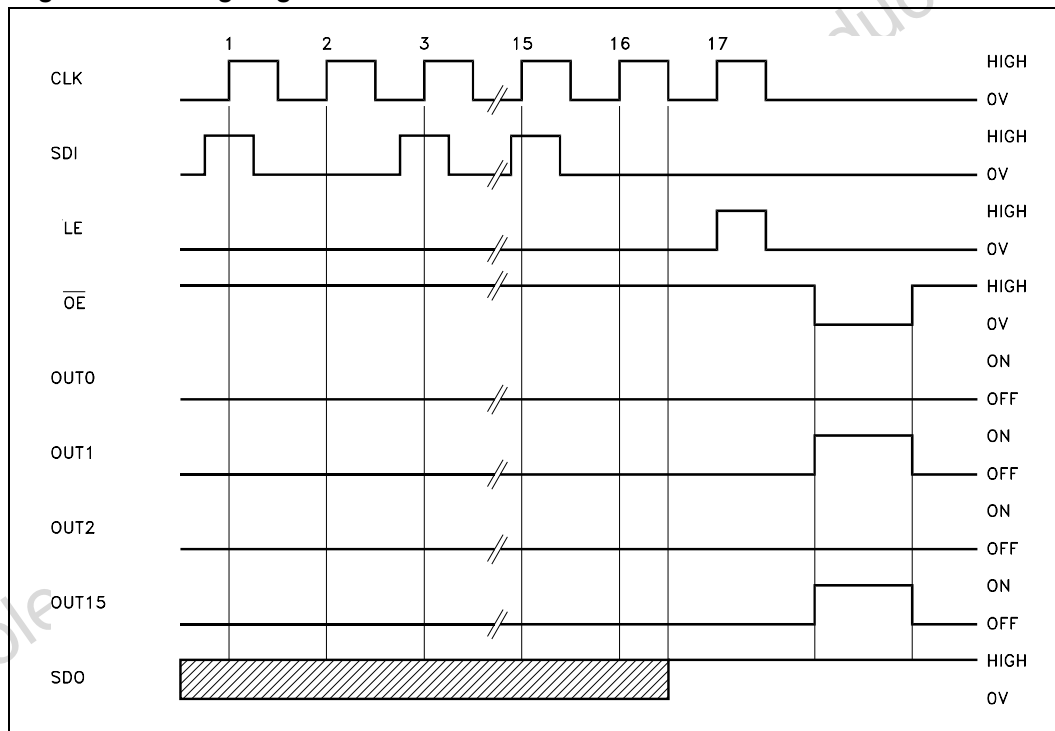 1 2 3 15 16 17
CLK HIGH
0V
SDI HIGH
0V
LE HIGH
0V
OE HIGH
0V
OUT0 ON
OFF
OUT1 ON
OFF
OUT2 ON
OFF
OUT15 ON
OFF
SDO HIGH
0V